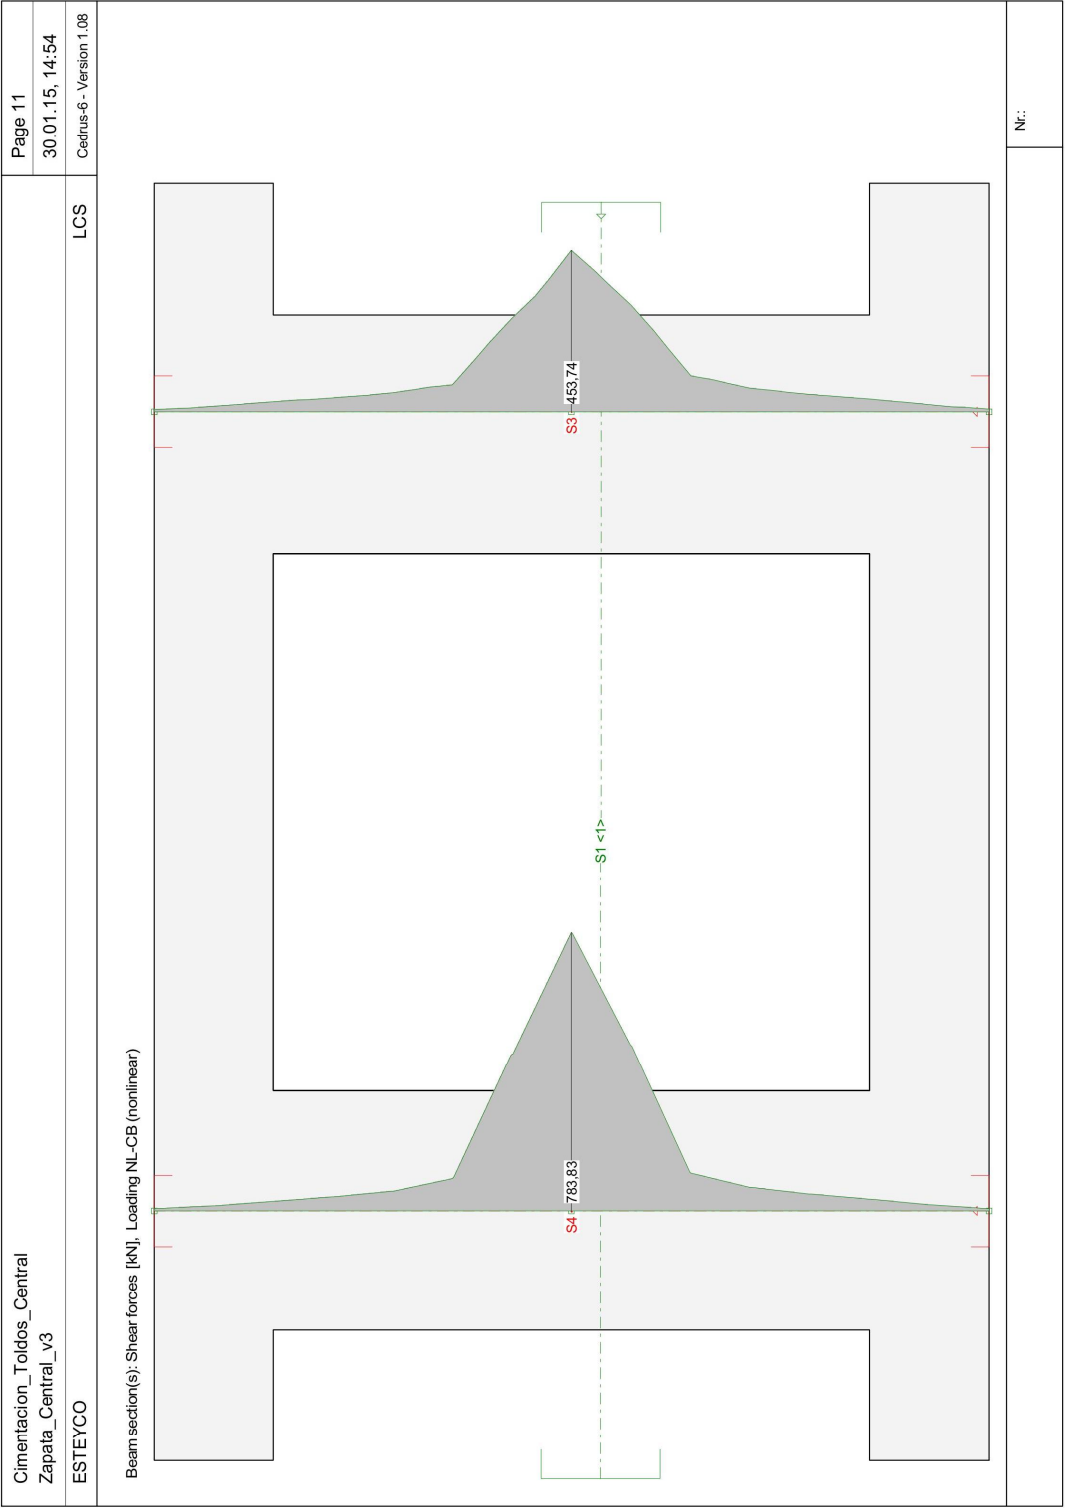 Cimentacion_Toldos_Central
Page 11
Zapata_Central_v3
30.01.15, 14:54
ESTEYCO
LCS
Cedrus-6 - Version 1.08
Beam section(s): Shear forces [kN], Loading NL-CB (nonlinear)
S4
783,83
S1 <1>
S3
453,74
Nr.: